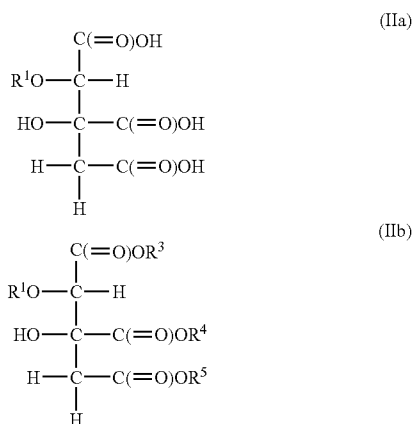 (IIa)
C(=O)OH
R¹O—C—H
HO—C—C(=O)OH
H—C—C(=O)OH
H
(IIb)
C(=O)OR³
R¹O—C—H
HO—C—C(=O)OR⁴
H—C—C(=O)OR⁵
H